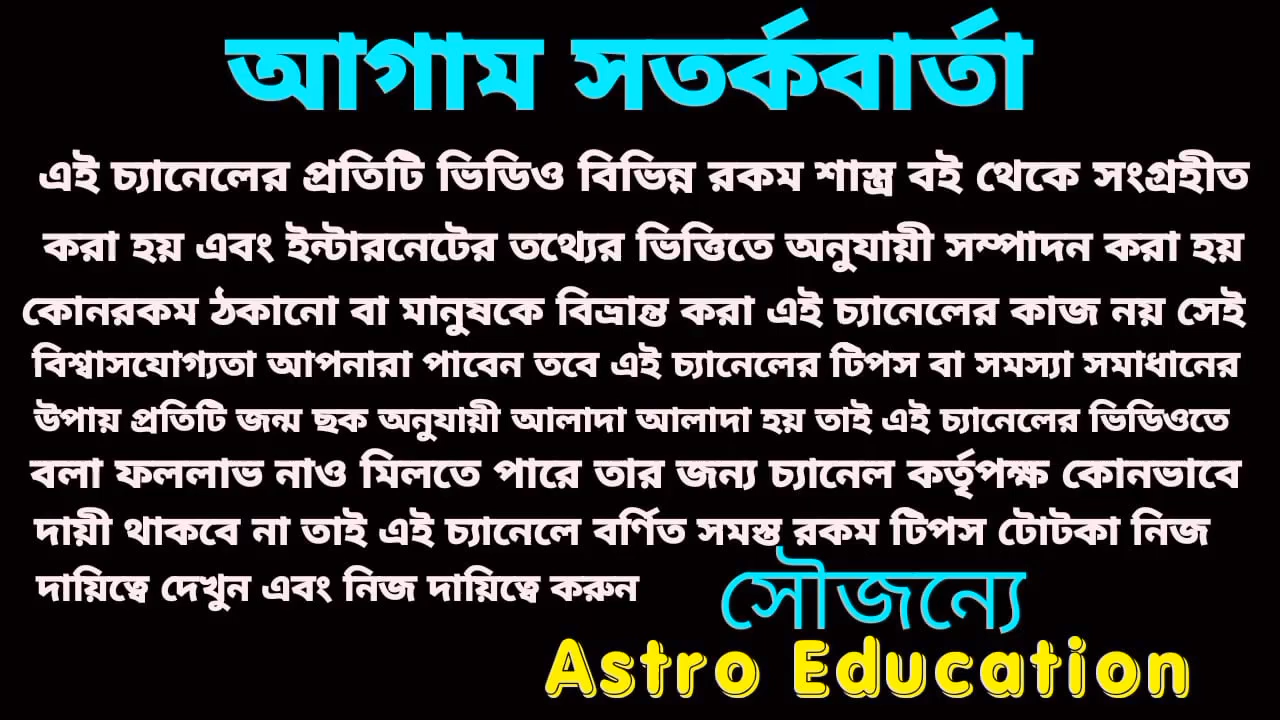 আগাম সতর্কবার্তা
এই চ্যানেলের প্রতিটি ভিডিও বিভিন্ন রকম শাস্ত্র বই থেকে সংগ্রহীত
করা হয় এবং ইন্টারনেটের তথ্যের ভিত্তিতে অনুযায়ী সম্পাদন করা হয়
কোনরকম ঠকানো বা মানুষকে বিভ্রান্ত করা এই চ্যানেলের কাজ নয় সেই
বিশ্বাসযোগ্যতা আপনারা পাবেন তবে এই চ্যানেলের টিপস বা সমস্যা সমাধানের
উপায় প্রতিটি জন্ম ছক অনুযায়ী আলাদা আলাদা হয় তাই এই চ্যানেলের ভিডিওতে
বলা ফললাভ নাও মিলতে পারে তার জন্য চ্যানেল কর্তৃপক্ষ কোনভাবে
দায়ী থাকবে না তাই এই চ্যানেলে বর্ণিত সমস্ত রকম টিপস টোটকা নিজ
দায়িত্বে দেখুন এবং নিজ দায়িত্বে করুন
সৌজন্যে
Astro Education